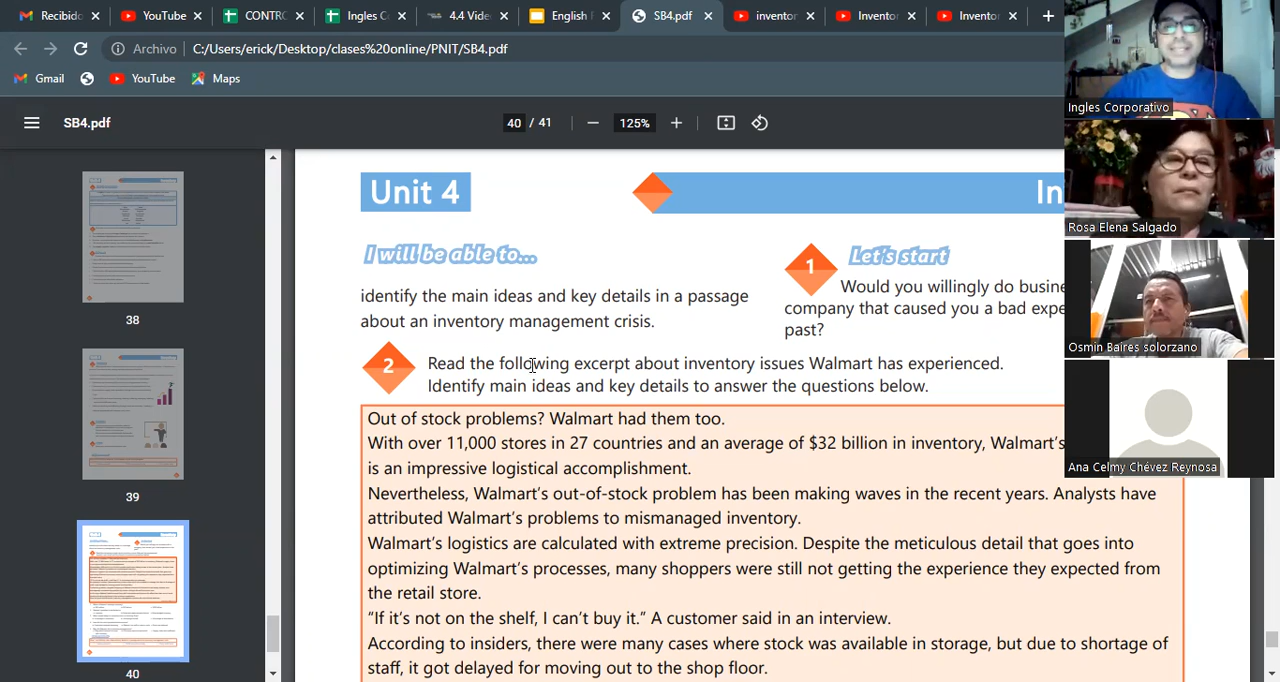 Recibido
YouTube
CONTRO
Ingles Co
4.4 Vide
English
SB4.pdf
inventor
Inventor
Inventor
Archivo
C:/Users/erick/Desktop/clases%20online/PNIT/SB4.pdf
Gmail
YouTube
Maps
SB4.pdf
40 / 41
125%
38
39
40
Unit 4
In
I will be able to...
identify the main ideas and key details in a passage
about an inventory management crisis.
1
Let's start
Would you willingly do busine
company that caused you a bad expe
past?
2
Read the following excerpt about inventory issues Walmart has experienced.
Identify main ideas and key details to answer the questions below.
Out of stock problems? Walmart had them too.
With over 11,000 stores in 27 countries and an average of $32 billion in inventory, Walmart's
is an impressive logistical accomplishment.
Nevertheless, Walmart's out-of-stock problem has been making waves in the recent years. Analysts have
attributed Walmart's problems to mismanaged inventory.
Walmart's logistics are calculated with extreme precision. Despite the meticulous detail that goes into
optimizing Walmart's processes, many shoppers were still not getting the experience they expected from
the retail store.
"If it's not on the shelf, I can't buy it." A customer said in an interview.
According to insiders, there were many cases where stock was available in storage, but due to shortage of
staff, it got delayed for moving out to the shop floor.
Ingles Corporativo
Rosa Elena Salgado
Osmin Baires solorzano
Ana Celmy Chévez Reynosa